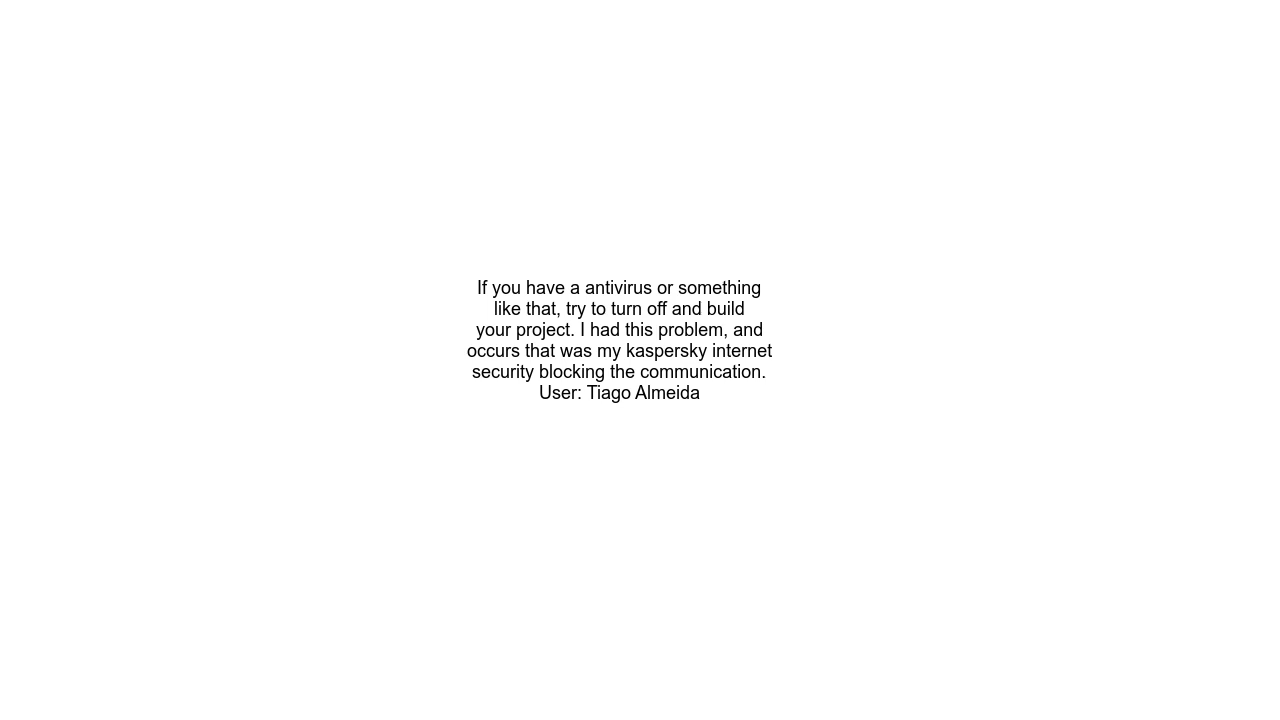 If you have a antivirus or something
like that, try to turn off and build
your project. I had this problem, and
occurs that was my kaspersky internet
security blocking the communication.
User: Tiago Almeida